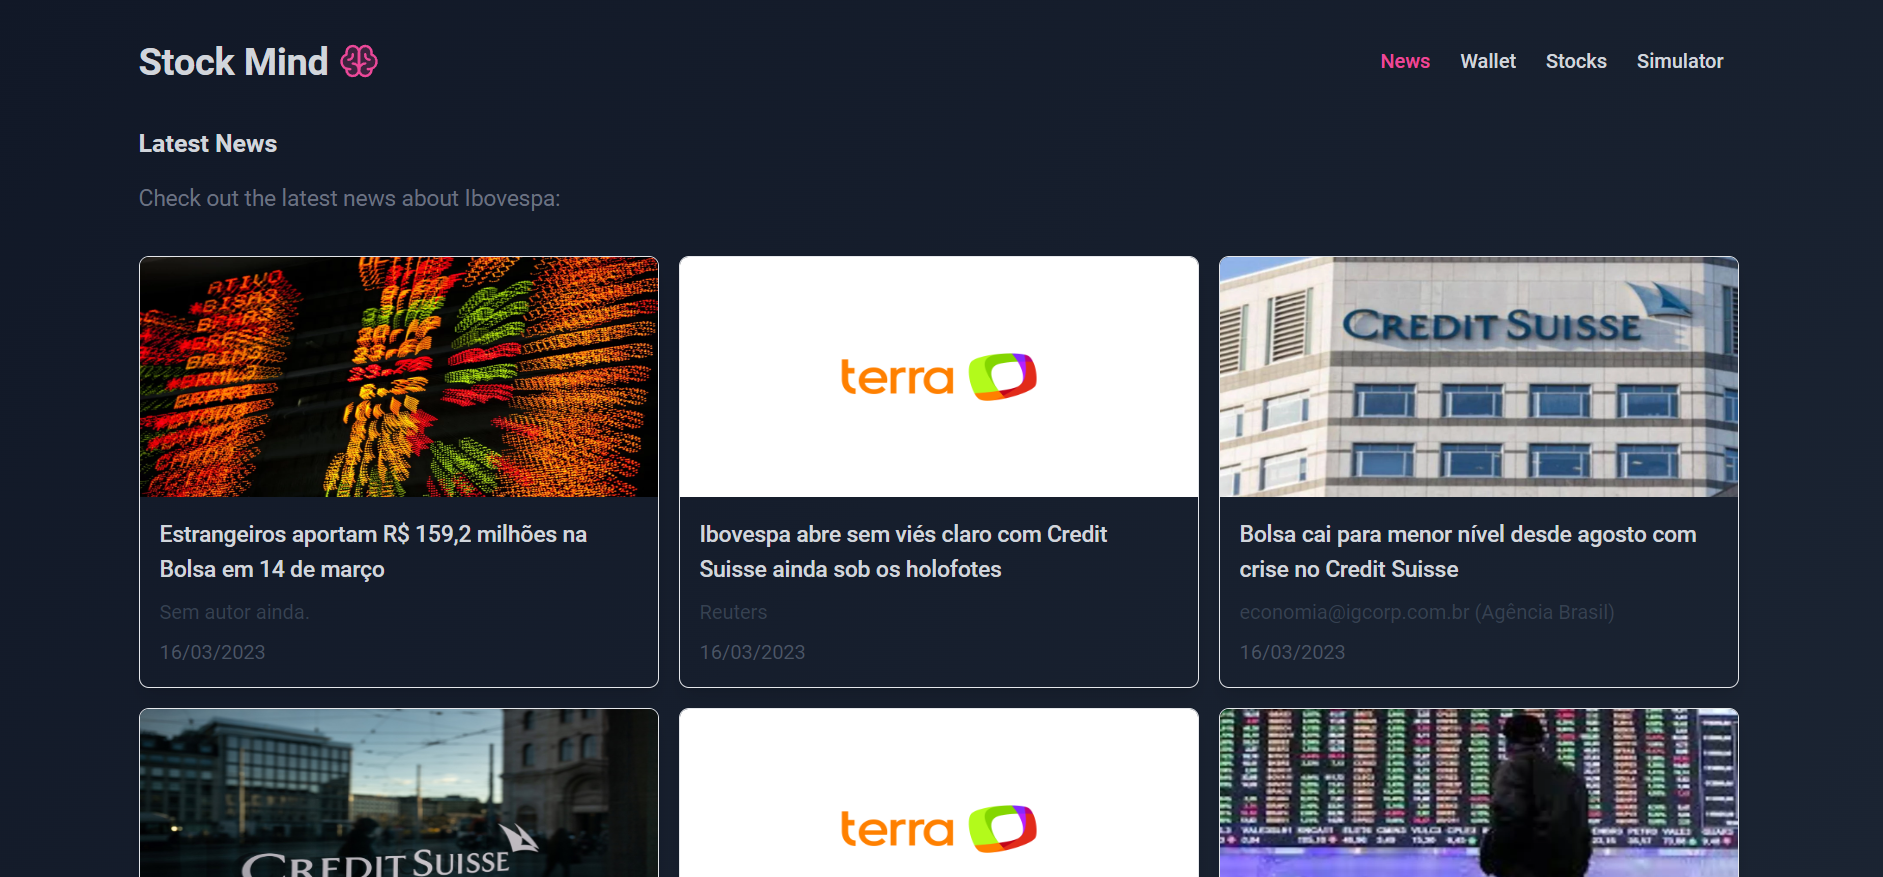 Stock Mind
News Wallet Stocks Simulator
Latest News
Check out the latest news about Ibovespa:
ATIVO
terra
CREDIT SUISSE
Estrangeiros aportam R$ 159,2 milhões na
Bolsa em 14 de março
Sem autor ainda.
16/03/2023
Ibovespa abre sem viés claro com Credit
Suisse ainda sob os holofotes
Reuters
16/03/2023
Bolsa cai para menor nível desde agosto com
crise no Credit Suisse
economia@igcorp.com.br (Agência Brasil)
16/03/2023
CREDIT SUISSE
terra